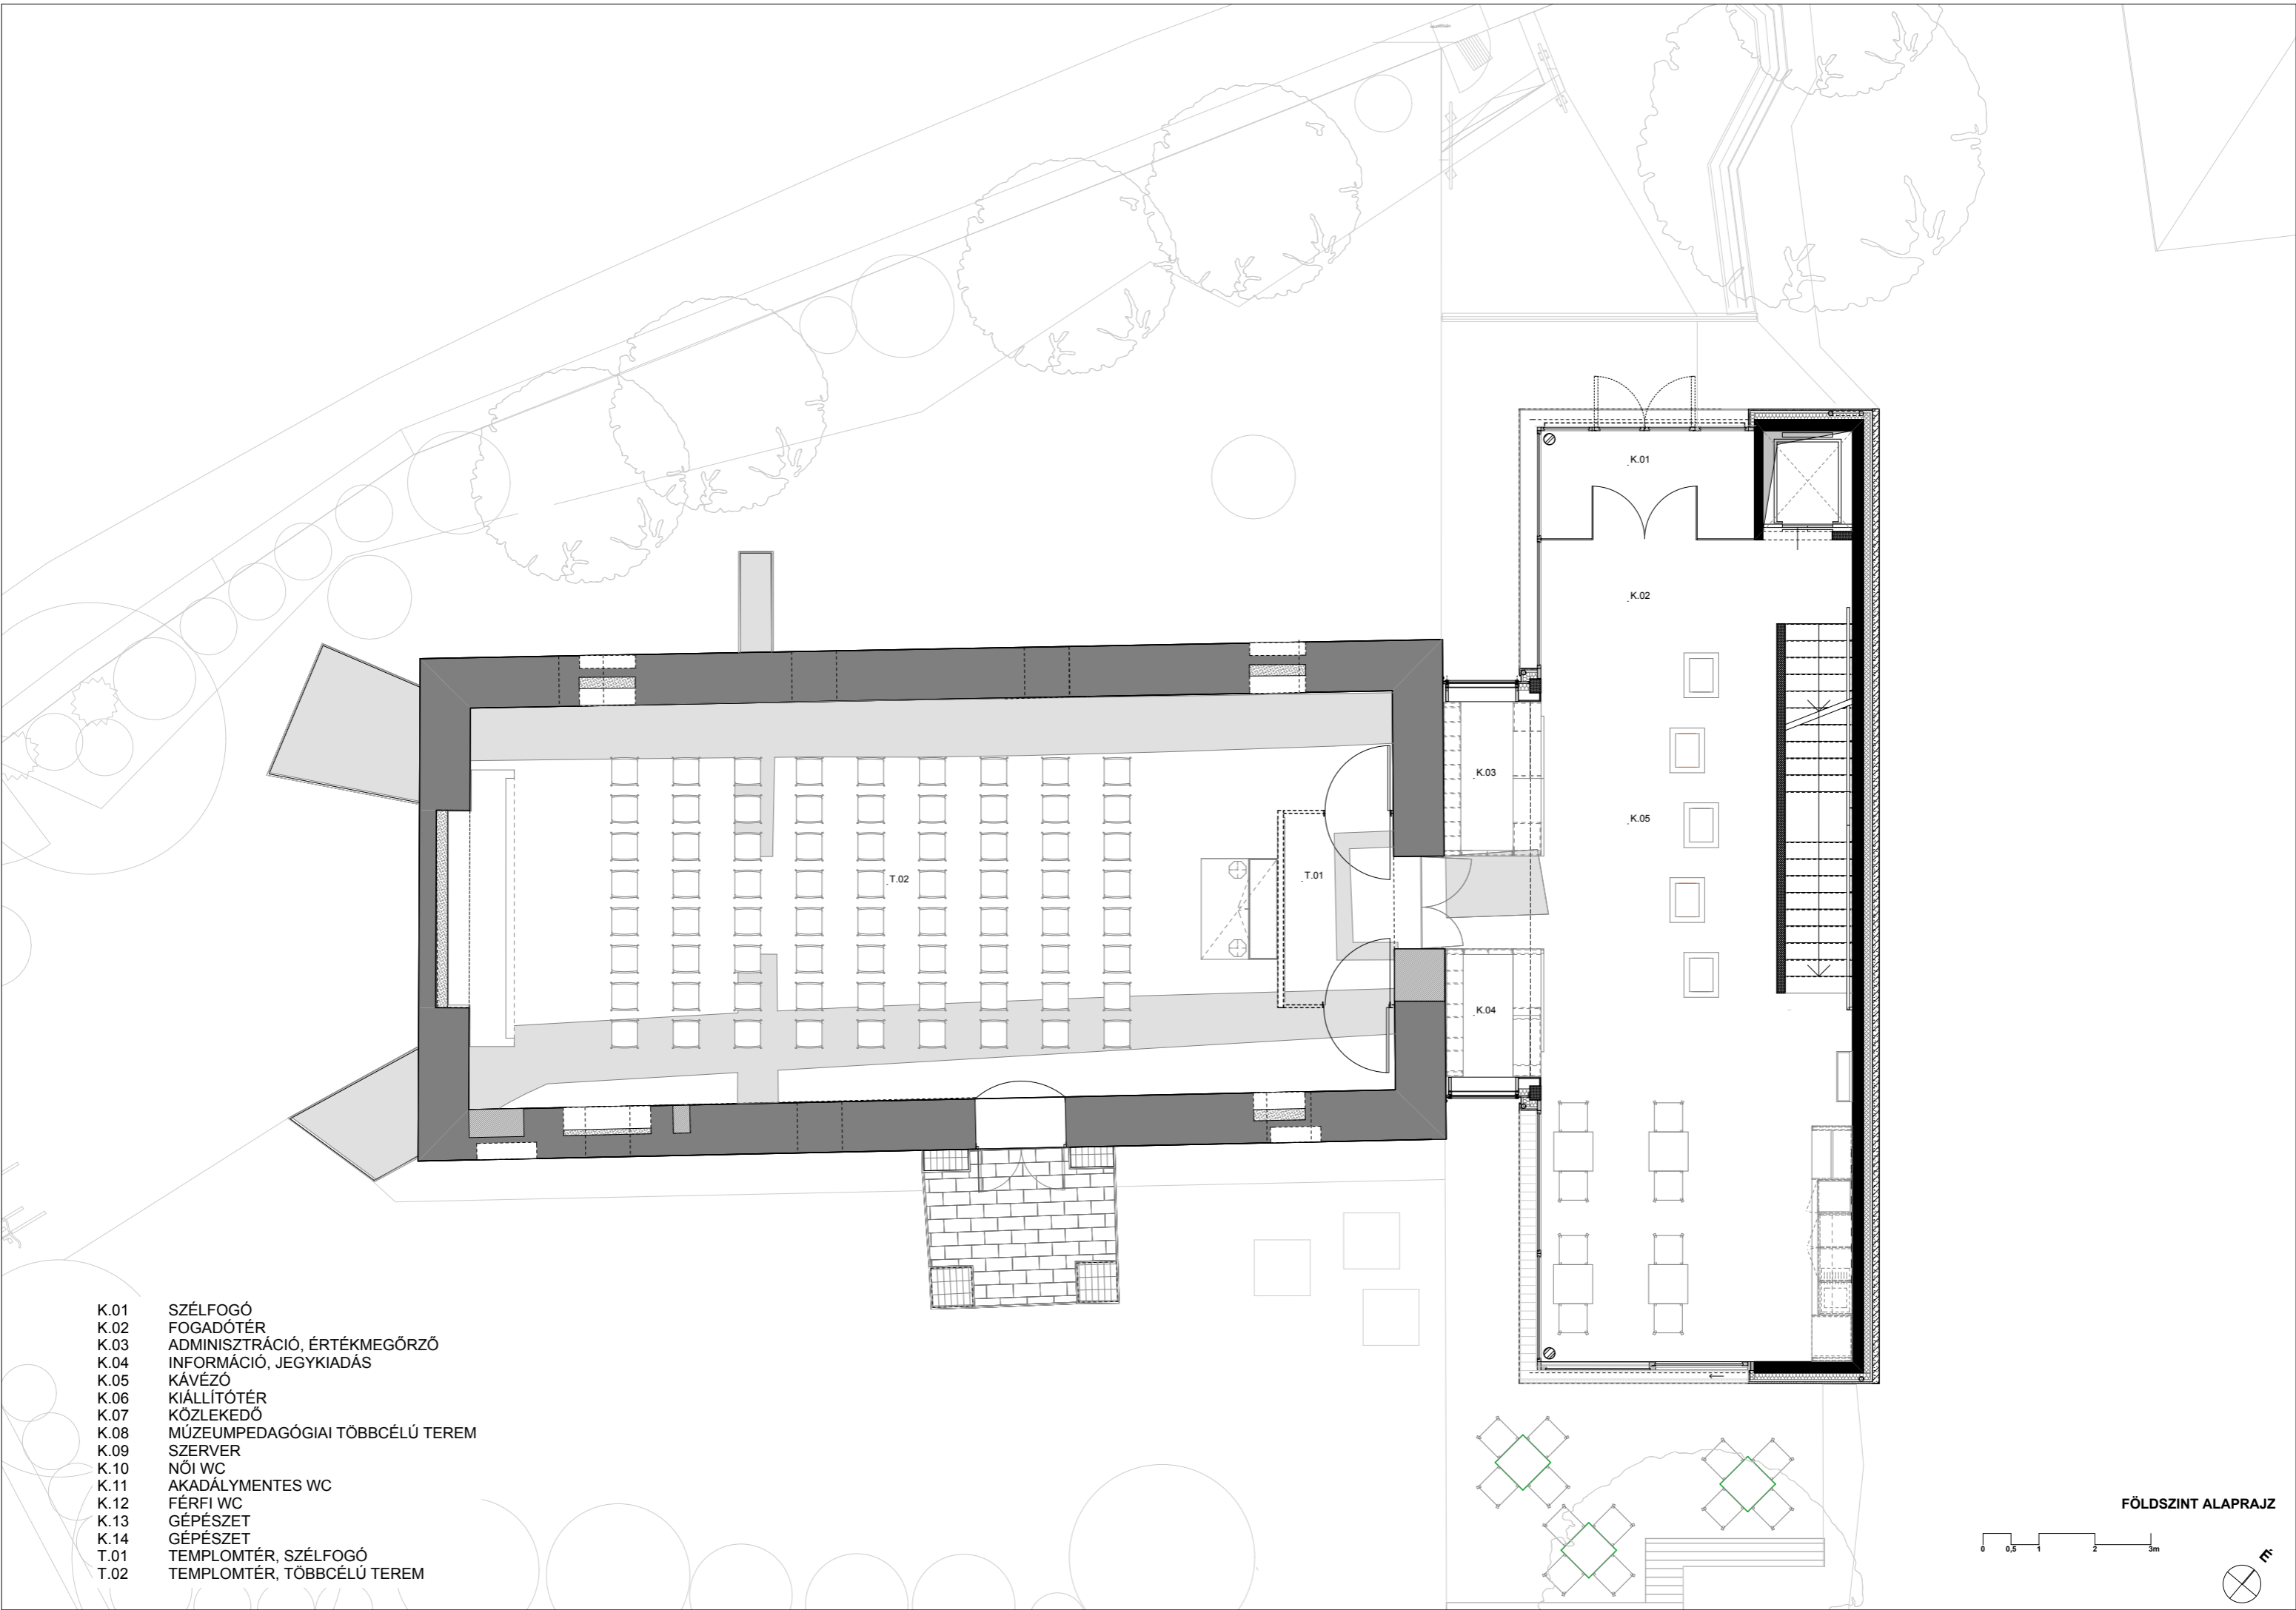 K.01
K.02
K.03
K.05
T.02
T.01
K.04
K.01 SZÉLFOGÓ
K.02 FOGADÓTÉR
K.03 ADMINISZTRÁCIÓ, ÉRTÉKMEGŐRZŐ
K.04 INFORMÁCIÓ, JEGYKIADÁS
K.05 KÁVÉZÓ
K.06 KIÁLLÍTÓTÉR
K.07 KÖZLEKEDŐ
K.08 MÚZEUMPEDAGÓGIAI TÖBBCÉLÚ TEREM
K.09 SZERVER
K.10 NŐI WC
K.11 AKADÁLYMENTES WC
K.12 FÉRFI WC
K.13 GÉPÉSZET
K.14 GÉPÉSZET
T.01 TEMPLOMTÉR, SZÉLFOGÓ
T.02 TEMPLOMTÉR, TÖBBCÉLÚ TEREM
FÖLDSZINT ALAPRAJZ
0 0,5 1 2 3m
É